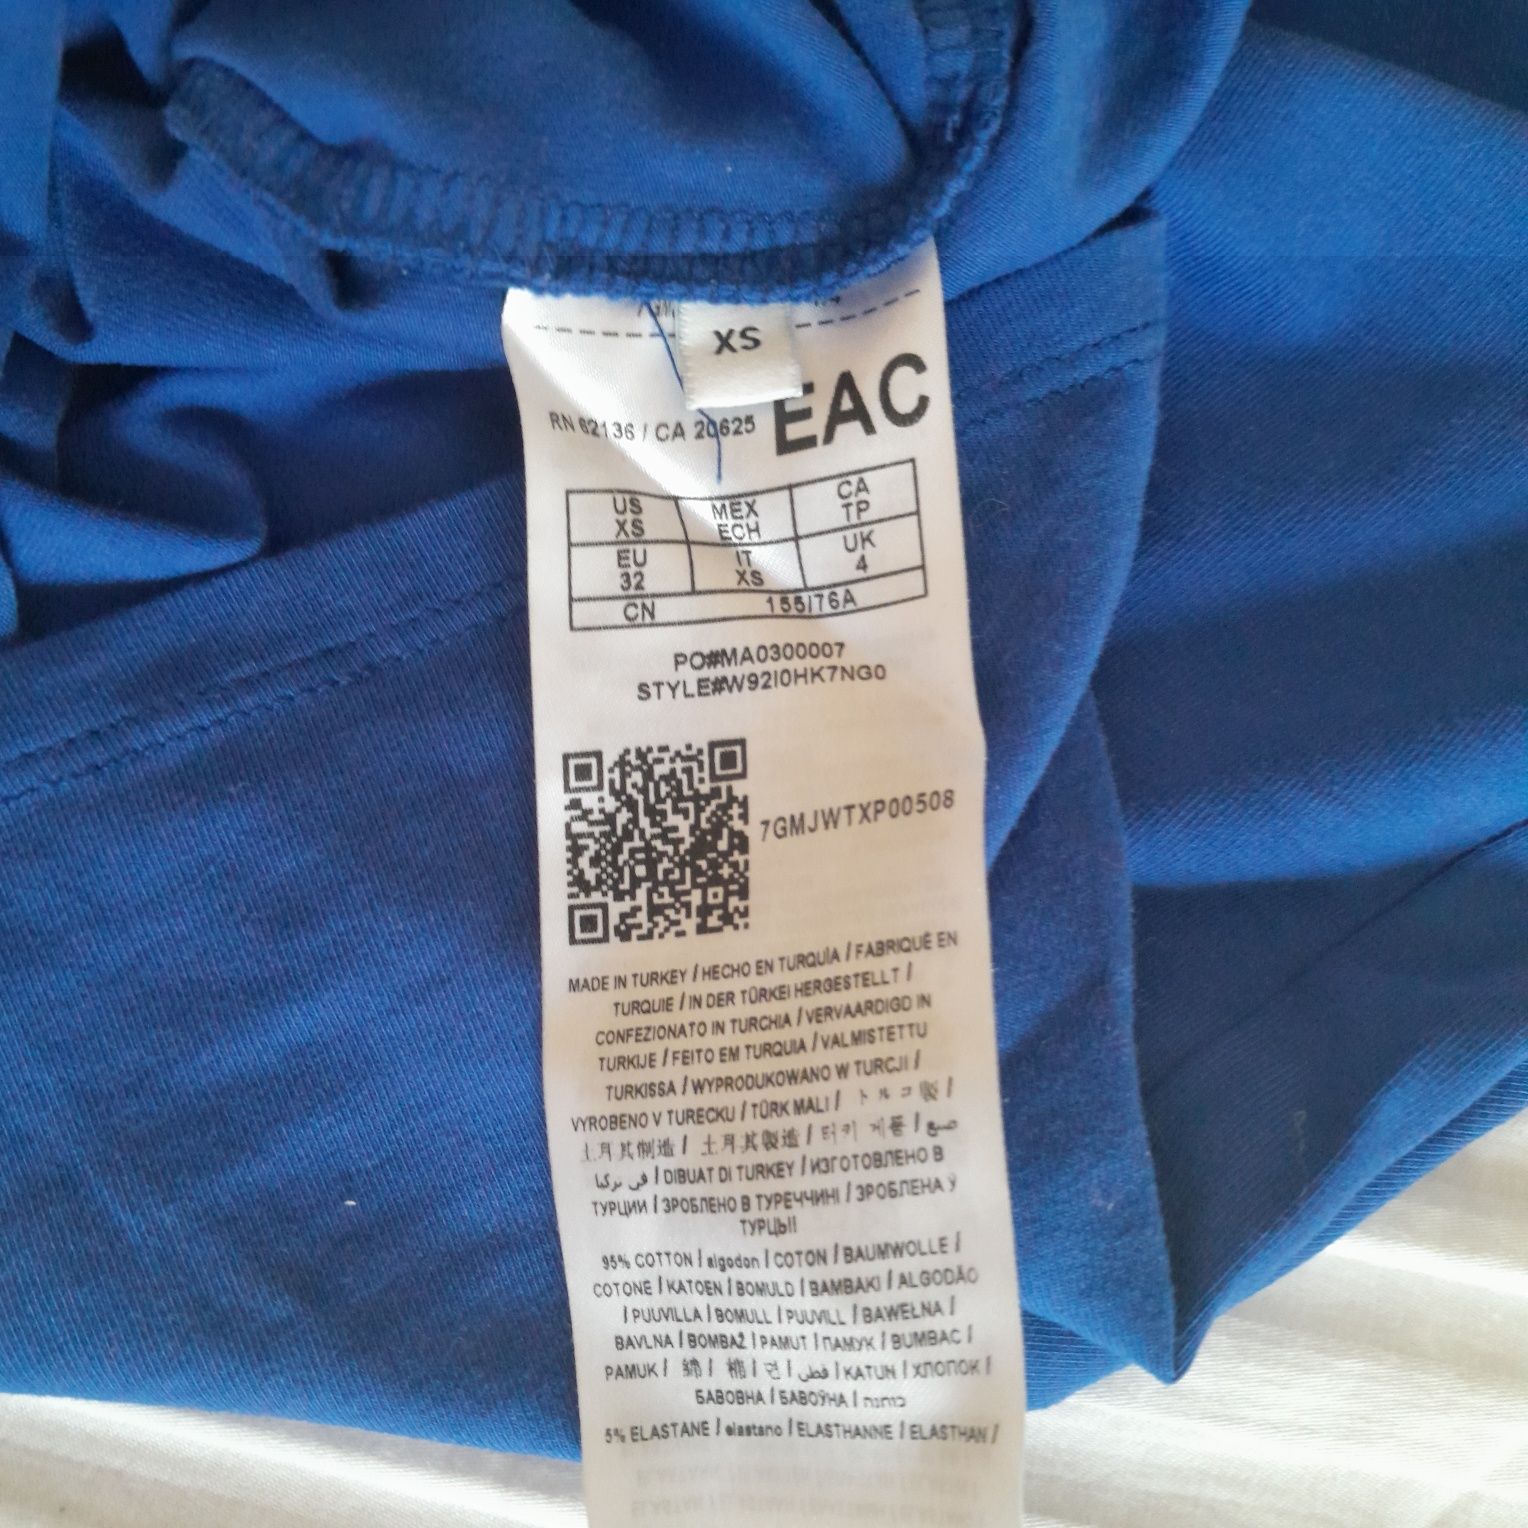 XS
EAC
RN 62136 / CA 20625
US MEX CA
XS ECH TP
EU IT UK
32 XS 4
CN 155/76A
PO#MA0300007
STYLE#W92I0HK7NG0
7GMJWTXP00508
MADE IN TURKEY / HECHO EN TURQUÍA / FABRIQUÉ EN
TURQUIE / IN DER TÜRKEI HERGESTELLT /
CONFEZIONATO IN TURCHIA / VERVAARDIGD IN
TURKIJE / FEITO EM TURQUIA / VALMISTETTU
TURKISSA / WYPRODUKOWANO W TURCJI /
VYROBENO V TURECKU / TÜRK MALI / トルコ製 /
土耳其制造 / 土耳其製造 / 터키 제품 / صنع
في تركيا / DIBUAT DI TURKEY / ИЗГОТОВЛЕНО В
ТУРЦИИ / ЗРОБЛЕНО В ТУРЕЧЧИНІ / ЗРОБЛЕНА Ў
ТУРЦЫІ
95% COTTON / algodon / COTON / BAUMWOLLE /
COTONE / KATOEN / BOMULD / BAMBAKI / ALGODÃO
/ PUUVILLA / BOMULL / PUUVILL / BAWEŁNA /
BAVLNA / BOMBAŽ / PAMUT / ПАМУК / BUMBAC /
PAMUK / 綿 / 棉 / 면 / قطن / KATUN / ХЛОПОК /
БАВОВНА / БАВОЎНА / כותנה
5% ELASTANE / elastano / ELASTHANNE / ELASTHAN /